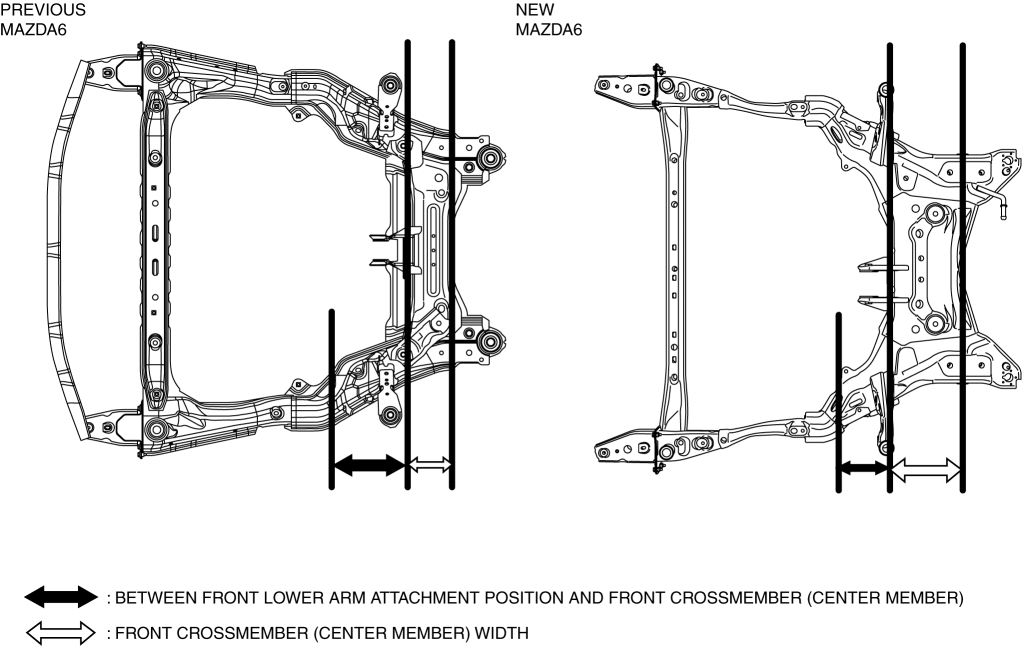 PREVIOUS
MAZDA6
NEW
MAZDA6
: BETWEEN FRONT LOWER ARM ATTACHMENT POSITION AND FRONT CROSSMEMBER (CENTER MEMBER)
: FRONT CROSSMEMBER (CENTER MEMBER) WIDTH